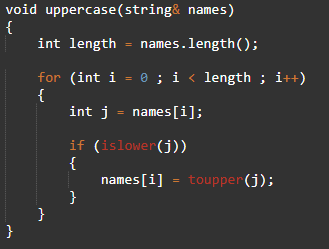 void uppercase(string& names)
{
    int length = names.length();

    for (int i = 0 ; i < length ; i++)
    {
        int j = names[i];

        if (islower(j))
        {
            names[i] = toupper(j);
        }
    }
}